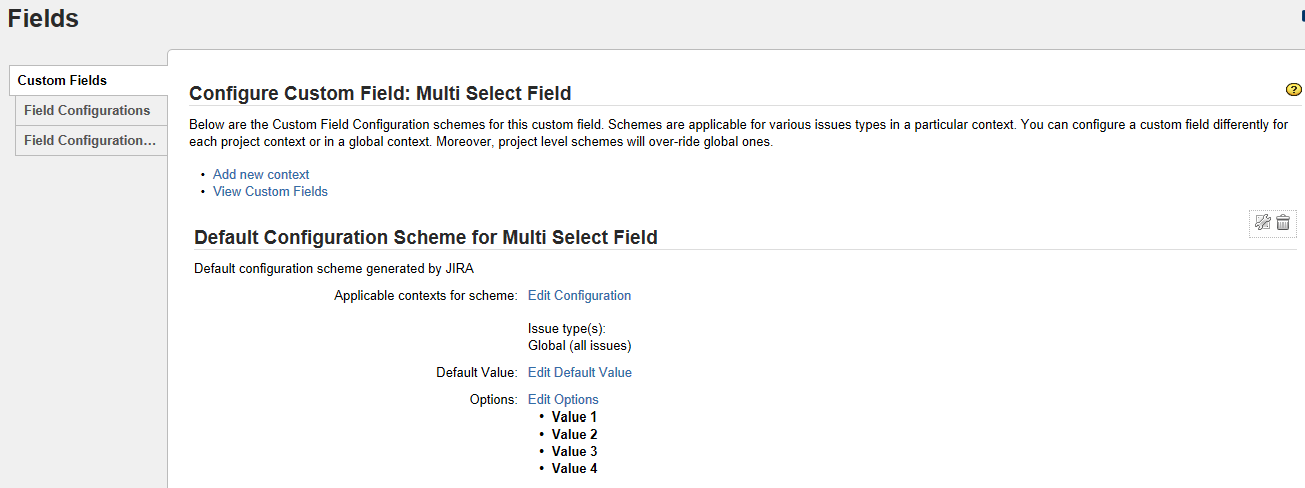 Fields
Custom Fields
Field Configurations
Field Configuration…
Configure Custom Field: Multi Select Field
?
Below are the Custom Field Configuration schemes for this custom field. Schemes are applicable for various issues types in a particular context. You can configure a custom field differently for
each project context or in a global context. Moreover, project level schemes will over-ride global ones.
• Add new context
• View Custom Fields
Default Configuration Scheme for Multi Select Field
Default configuration scheme generated by JIRA
Applicable contexts for scheme: Edit Configuration
Issue type(s):
Global (all issues)
Default Value: Edit Default Value
Options: Edit Options
• Value 1
• Value 2
• Value 3
• Value 4